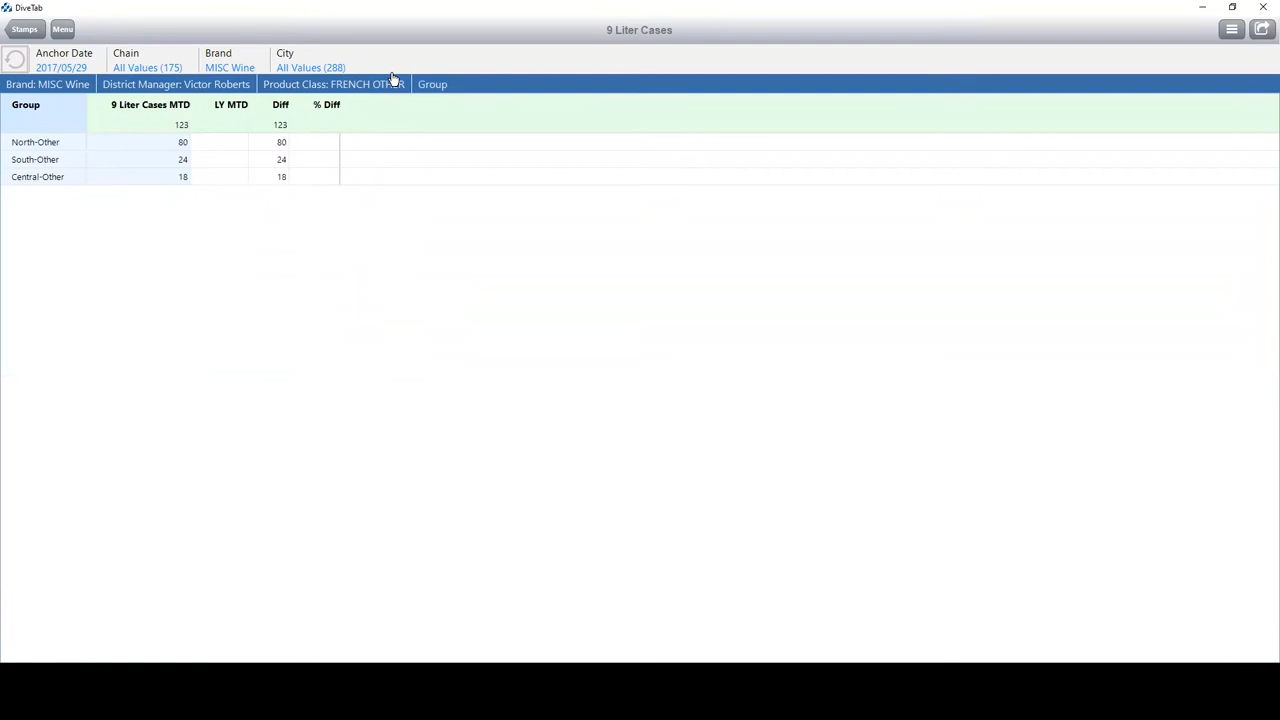 DiveTab
Stamps Menu 9 Liter Cases
Anchor Date Chain Brand City
2017/05/29 All Values (175) MISC Wine All Values (288)
Brand: MISC Wine District Manager: Victor Roberts Product Class: FRENCH OTHER Group
Group 9 Liter Cases MTD LY MTD Diff % Diff
123 123
North-Other 80 80
South-Other 24 24
Central-Other 18 18